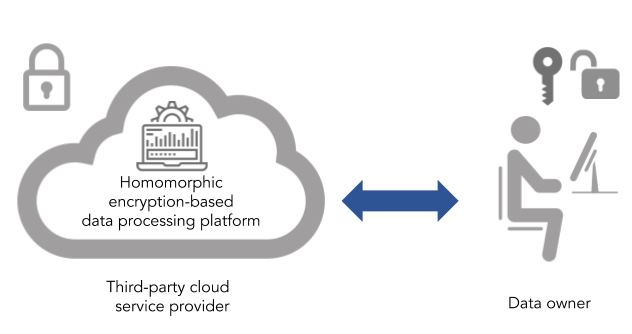 Homomorphic
encryption-based
data processing platform
Third-party cloud
service provider
Data owner